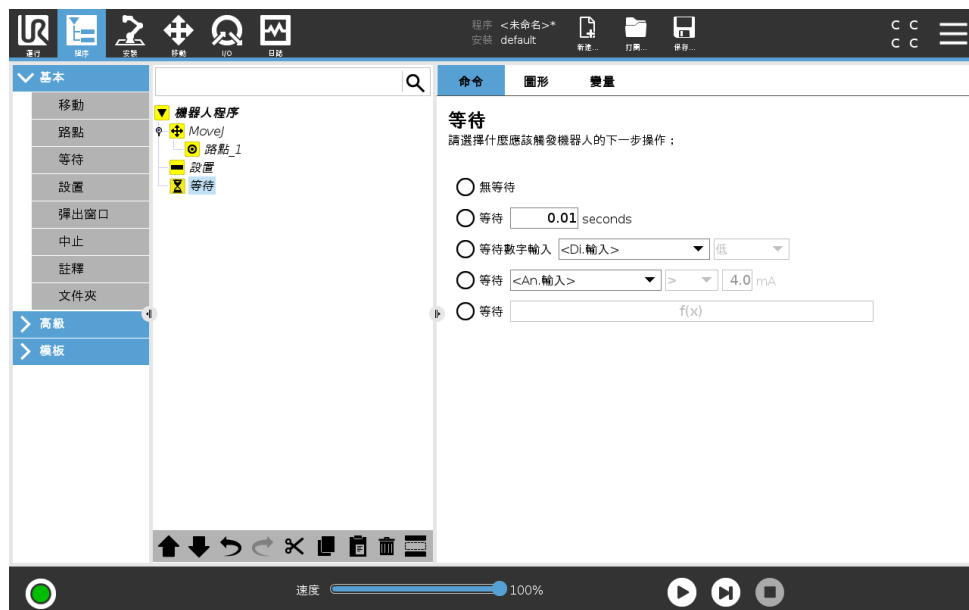 UR
運行
程序
安裝
移動
I/O
日誌
程序 <未命名>*
安裝 default
新建...
打開...
保存...
C C
C C
基本
移動
路點
等待
設置
彈出窗口
中止
註釋
文件夾
高級
模板
機器人程序
MoveJ
路點_1
設置
等待
命令
圖形
變量
等待
請選擇什麼應該觸發機器人的下一步操作；
無等待
等待 0.01 seconds
等待數字輸入 <Di.輸入> 低
等待 <An.輸入> > 4.0 mA
等待 f(x)
速度 100%